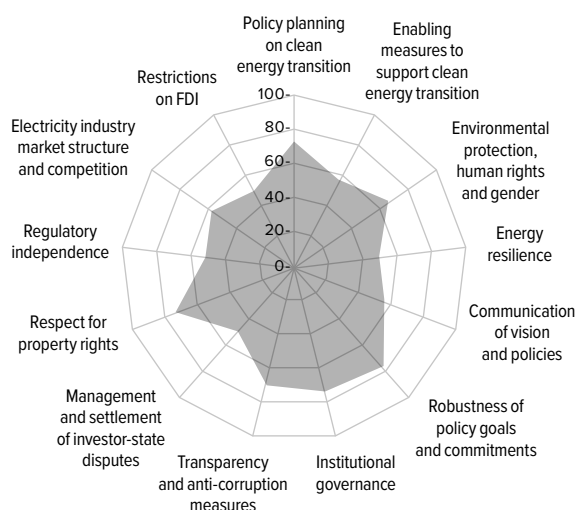 Policy planning
on clean
energy transition
Enabling
measures to
support clean
energy transition
Environmental
protection,
human rights
and gender
Energy
resilience
Communication
of vision
and policies
Robustness of
policy goals
and commitments
Institutional
governance
Transparency
and anti-corruption
measures
Management
and settlement
of investor-state
disputes
Respect for
property rights
Regulatory
independence
Electricity industry
market structure
and competition
Restrictions
on FDI
100-
80-
60-
40-
20-
0-